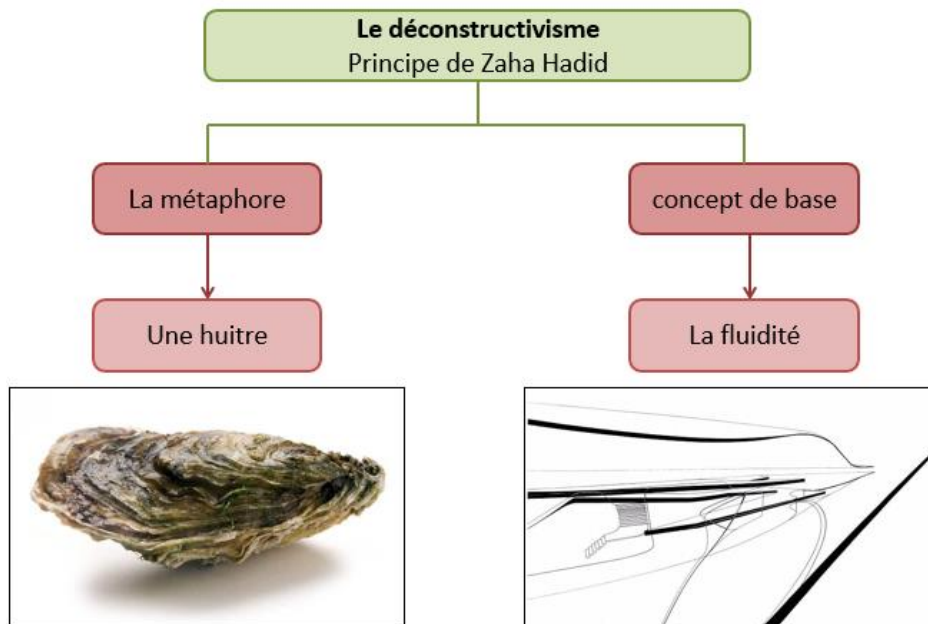 Le déconstructivisme
Principe de Zaha Hadid
La métaphore
concept de base
Une huitre
La fluidité